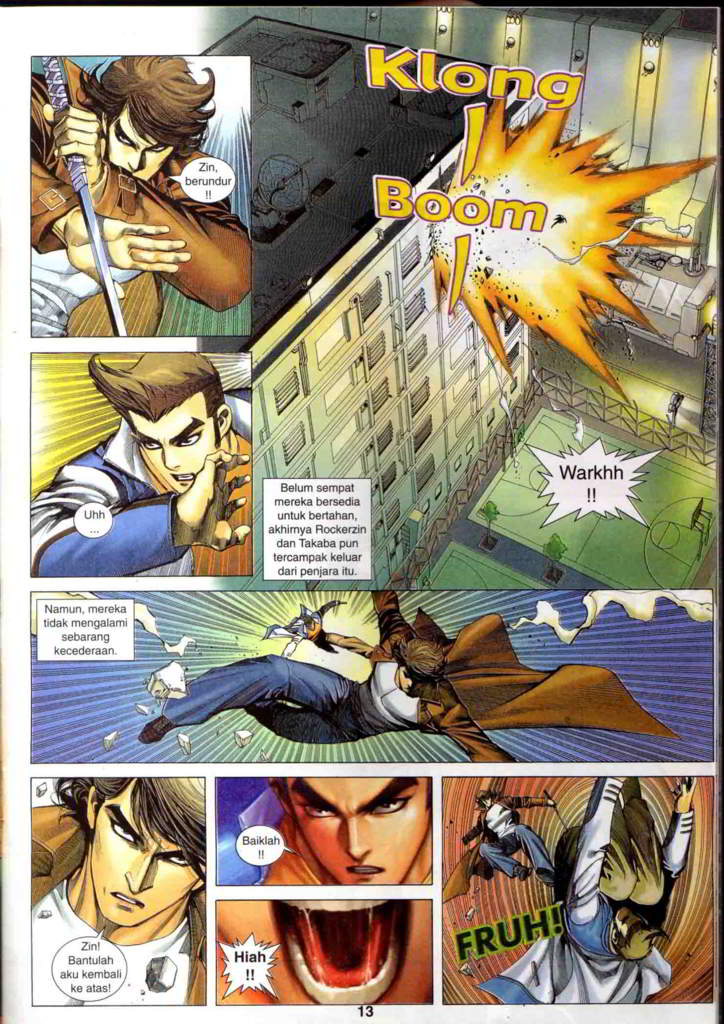 Zin,
berundur
!!
Klong
!
Boom
!
Uhh
...
Belum sempat
mereka bersedia
untuk bertahan,
akhirnya Rockerzin
dan Takaba pun
tercampak keluar
dari penjara itu.
Warkhh
!!
Namun, mereka
tidak mengalami
sebarang
kecederaan.
Zin!
Bantulah
aku kembali
ke atas!
Baiklah
!!
Hiah
!!
FRUH!
13